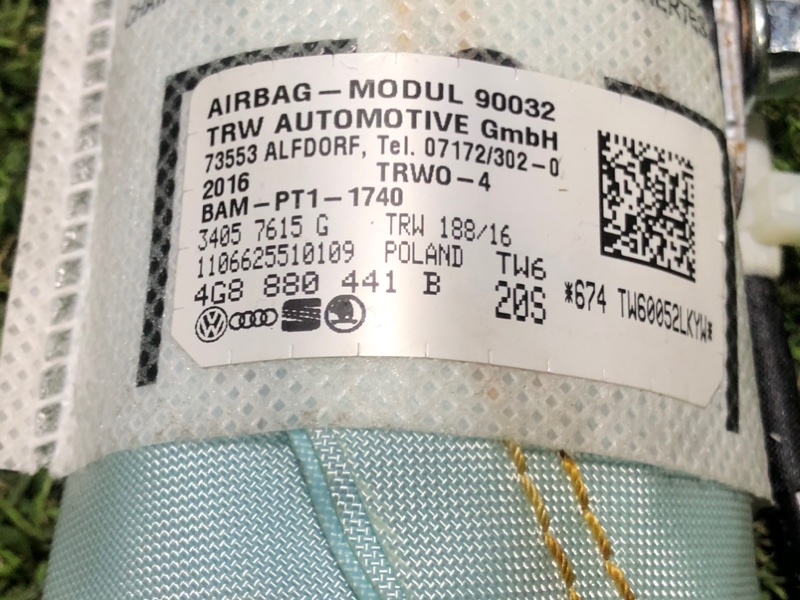 AIRBAG – MODUL 90032
TRW AUTOMOTIVE GmbH
73553 ALFDORF, Tel. 07172/302-0
2016 TRWO-4
BAM-PT1-1740
3405 7615 G TRW 188/16
1106625510109 POLAND TW6
4G8 880 441 B 20S *674 TW60052LKYW*